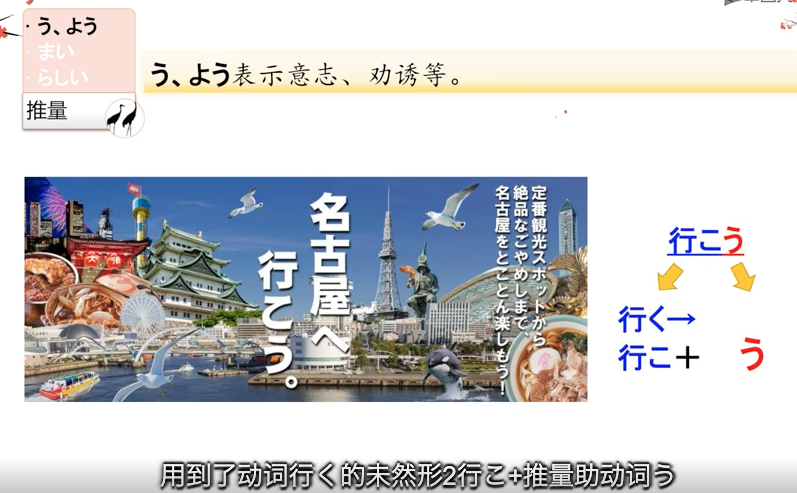 · う、よう
· まい
· らしい
推量
う、よう表示意志、劝诱等。
名古屋へ
行こう。
定番観光スポットから
絶品なごやめしまで、
名古屋をとことん楽しもう!
行こう
行く→
行こ＋ う
用到了动词行く的未然形2行こ+推量助动词う